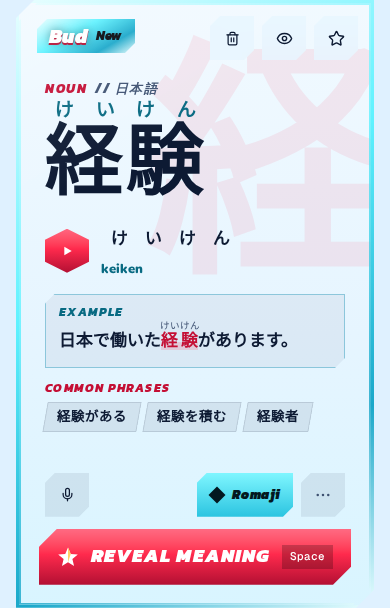 Bud New
NOUN // 日本語
けいけん
経験
けいけん
keiken
EXAMPLE
けいけん
日本で働いた経験があります。
COMMON PHRASES
経験がある 経験を積む 経験者
Romaji
REVEAL MEANING Space